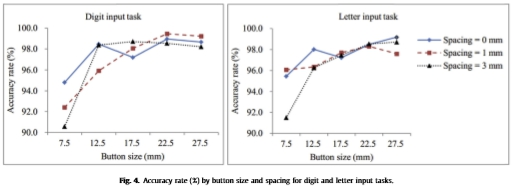 Digit input task
Letter input task
Accuracy rate (%)
100.0
98.0
96.0
94.0
92.0
90.0
7.5 12.5 17.5 22.5 27.5
Button size (mm)
Accuracy rate (%)
100.0
98.0
96.0
94.0
92.0
90.0
7.5 12.5 17.5 22.5 27.5
Button size (mm)
Spacing = 0 mm
Spacing = 1 mm
Spacing = 3 mm
Fig. 4. Accuracy rate (%) by button size and spacing for digit and letter input tasks.